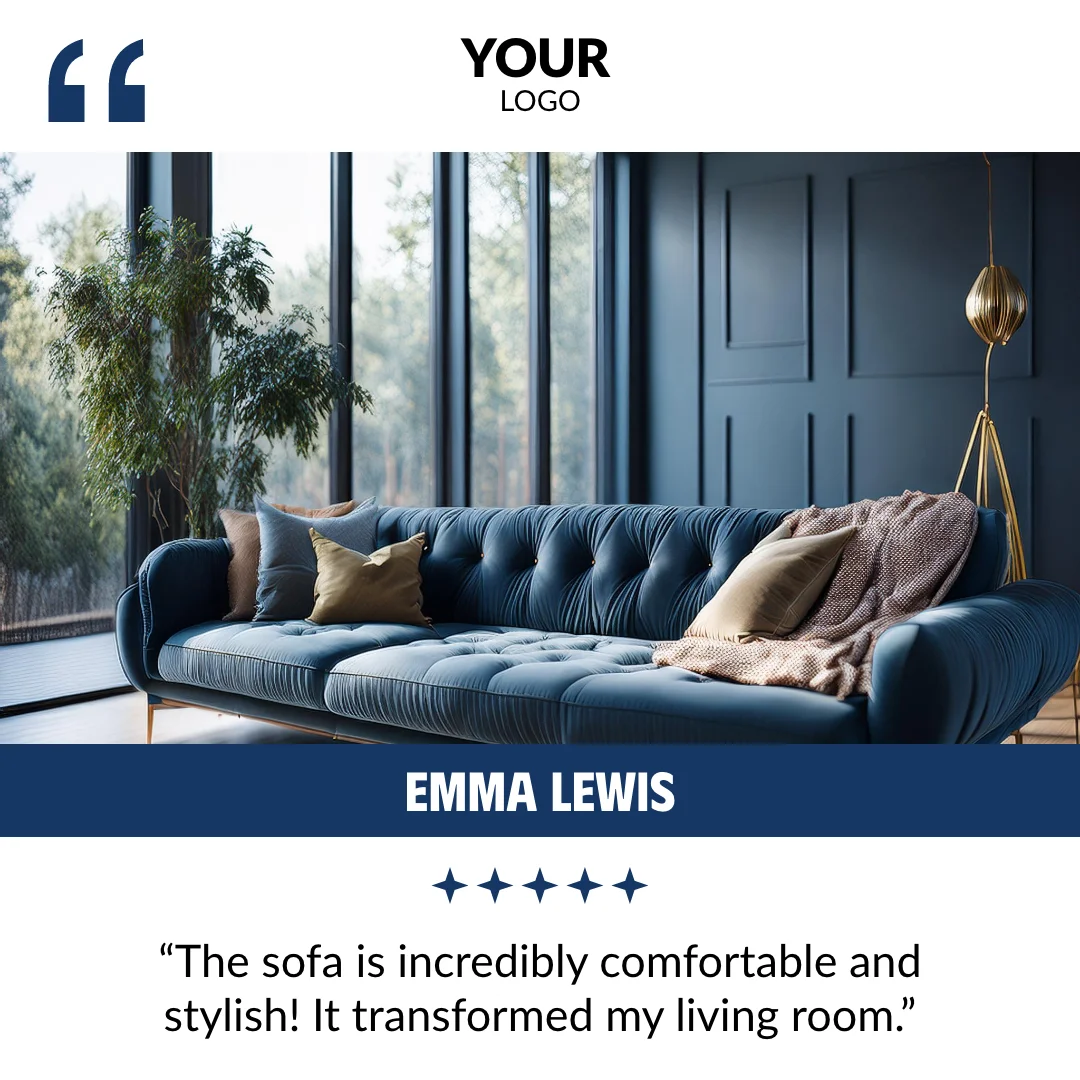 YOUR
LOGO
EMMA LEWIS
“The sofa is incredibly comfortable and
stylish! It transformed my living room.”